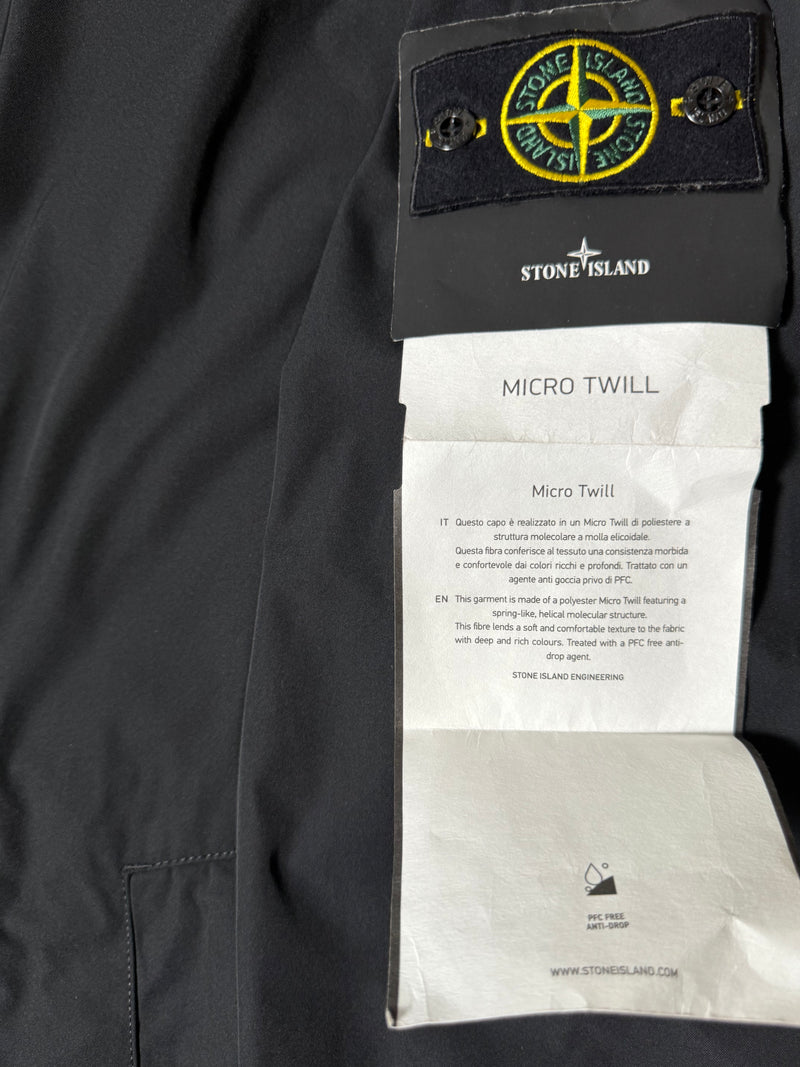 STONE ISLAND
STONE ISLAND
STONE ISLAND
MICRO TWILL
Micro Twill
IT Questo capo è realizzato in un Micro Twill di poliestere a
struttura molecolare a molla elicoidale.
Questa fibra conferisce al tessuto una consistenza morbida
e confortevole dai colori ricchi e profondi. Trattato con un
agente anti goccia privo di PFC.
EN This garment is made of a polyester Micro Twill featuring a
spring-like, helical molecular structure.
This fibre lends a soft and comfortable texture to the fabric
with deep and rich colours. Treated with a PFC free anti-
drop agent.
STONE ISLAND ENGINEERING
PFC FREE
ANTI-DROP
WWW.STONEISLAND.COM